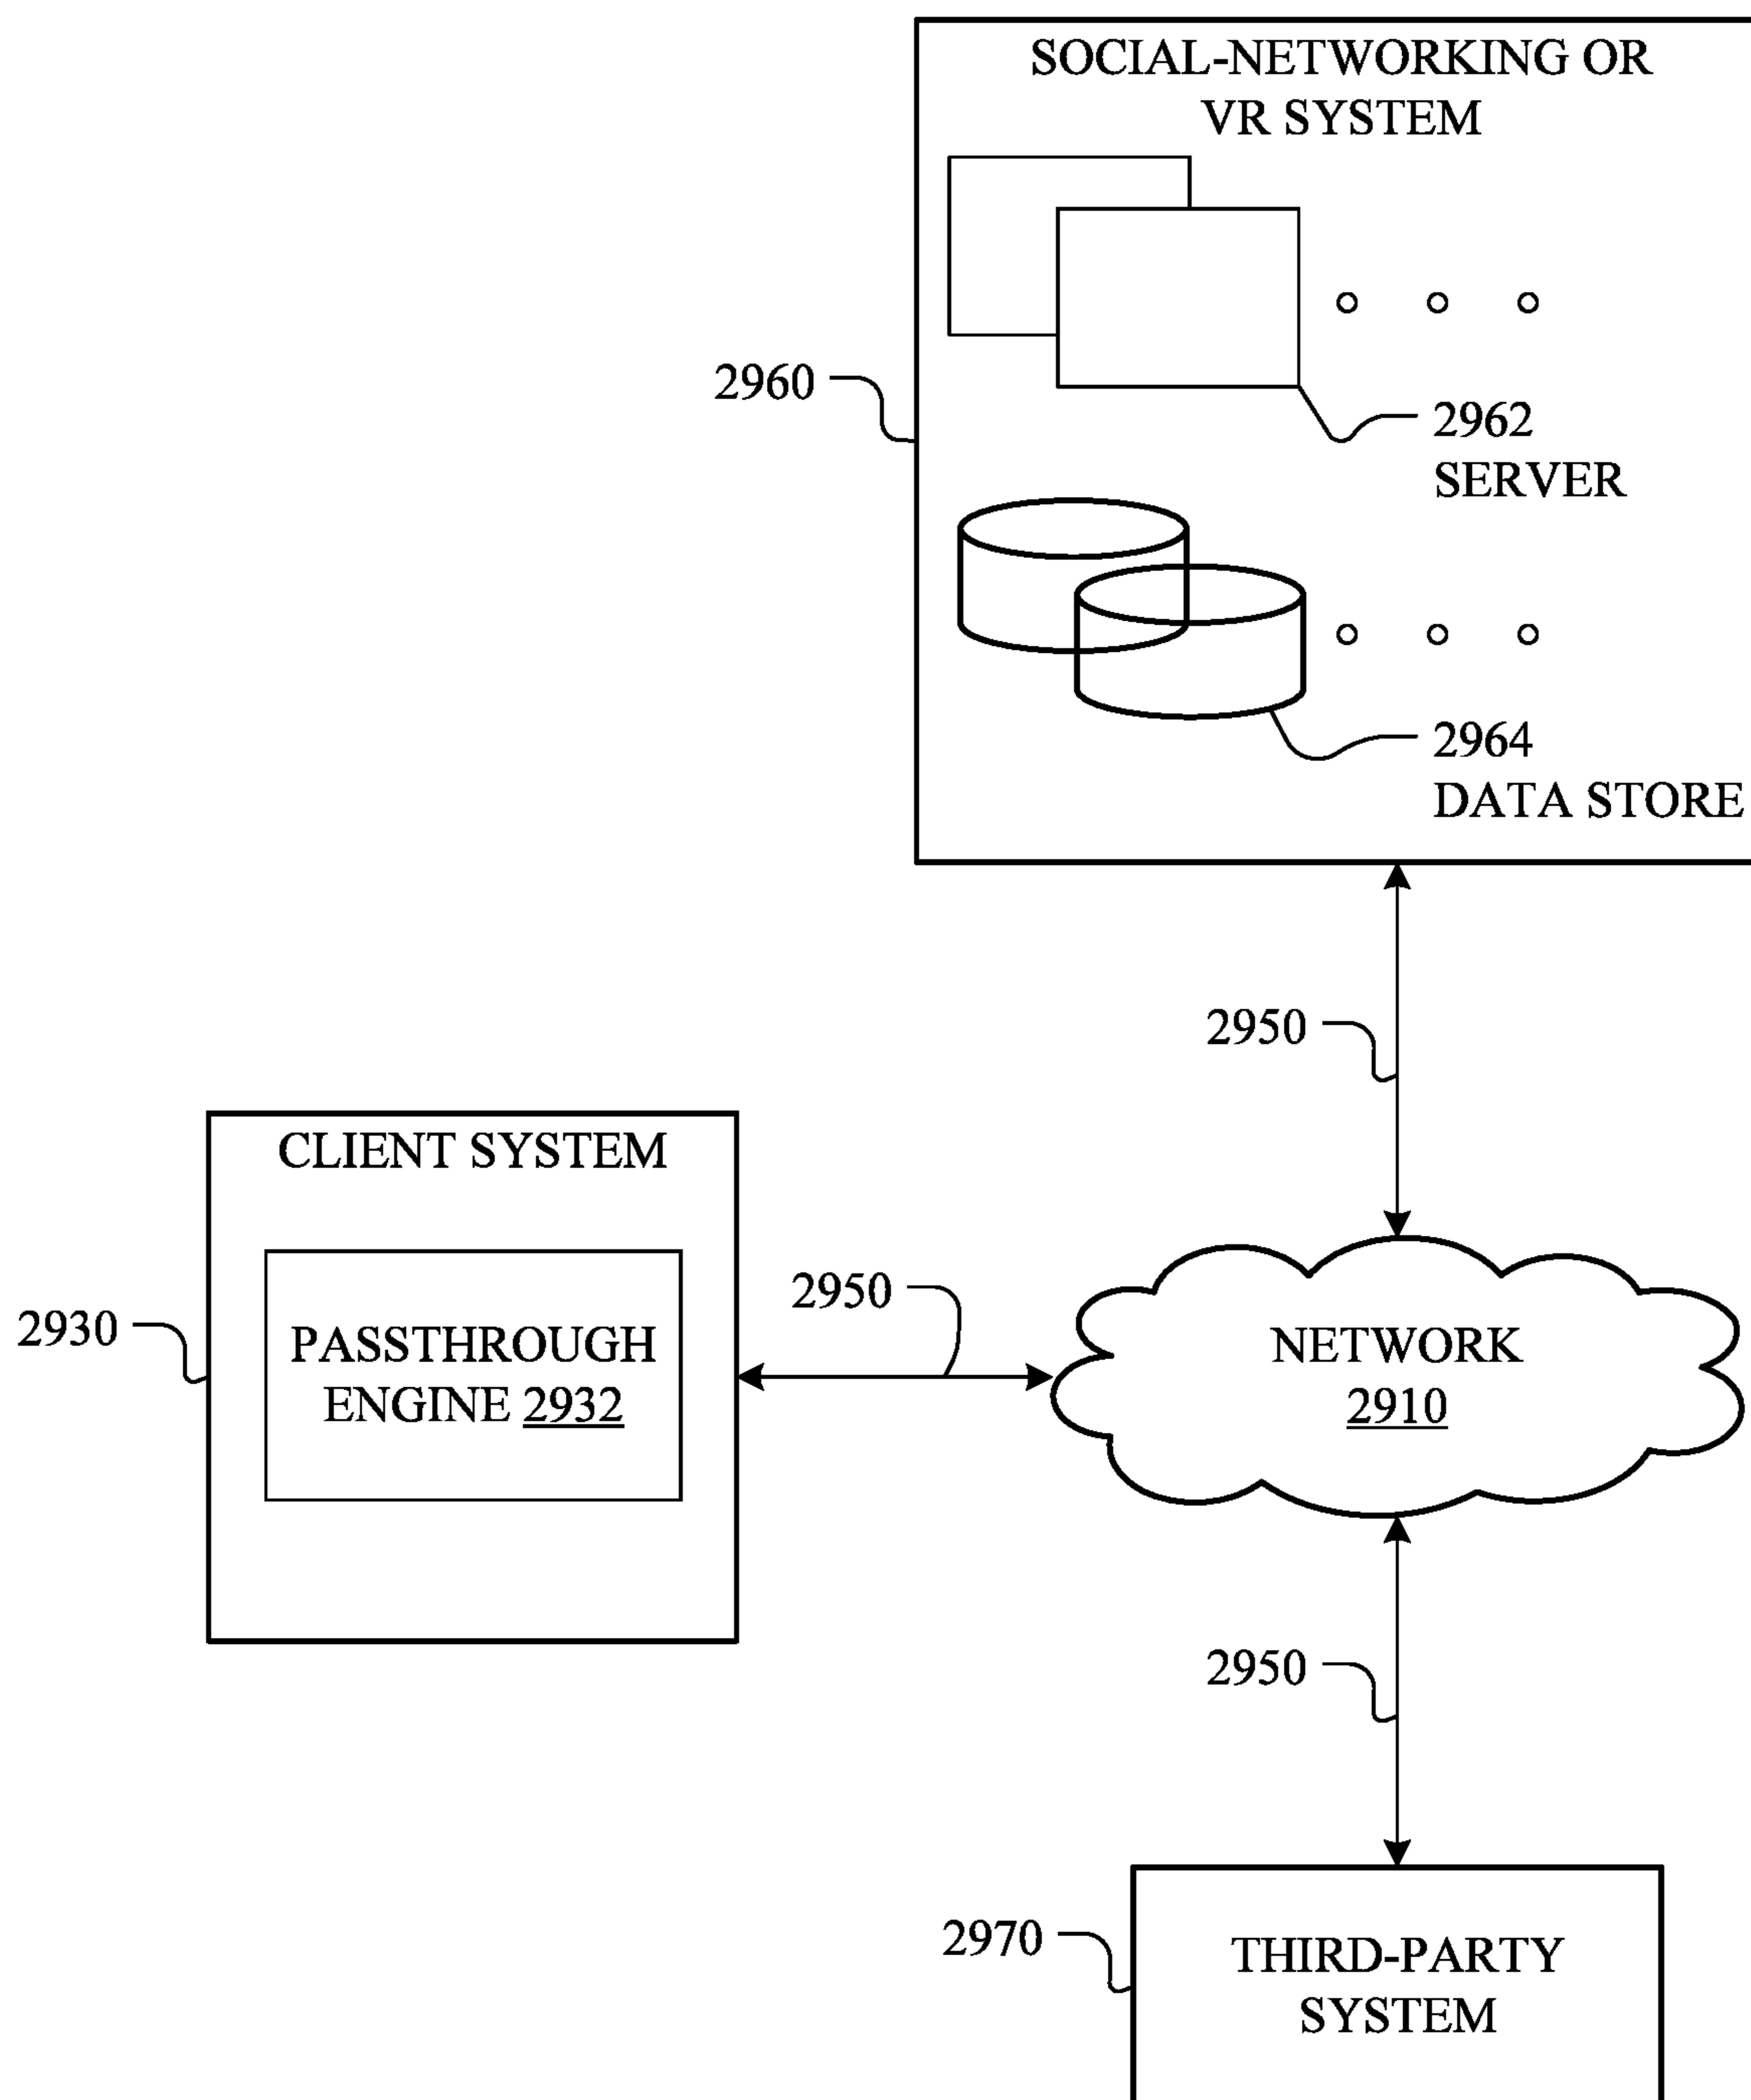 SOCIAL-NETWORKING OR
VR SYSTEM
2960
2962
SERVER
2964
DATA STORE
2950
CLIENT SYSTEM
2950
2930
PASSTHROUGH
ENGINE 2932
NETWORK
2910
2950
2970
THIRD-PARTY
SYSTEM